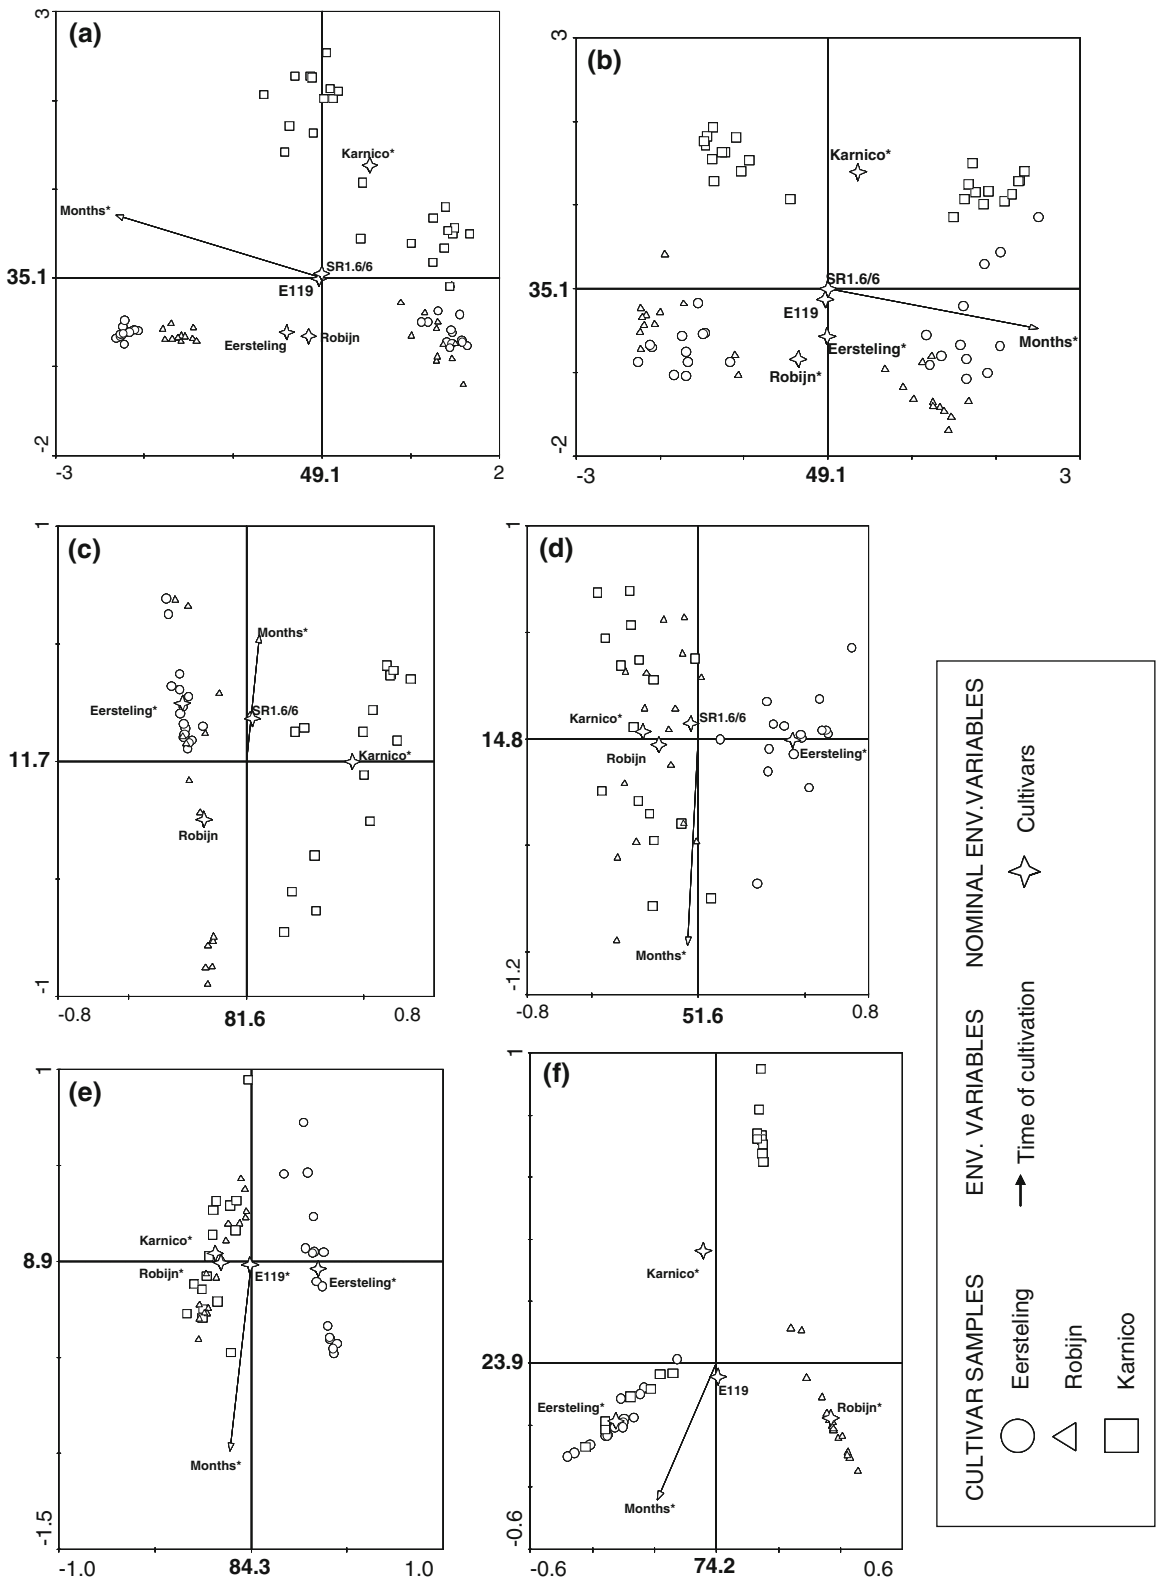 (a)
3
Karnico*
Months*
SR1.6/6
35.1
E119
Eersteling
Robijn
-2
-3
49.1
2
(b)
3
Karnico*
SR1.6/6
35.1
E119
Eersteling*
Months*
Robijn*
-2
-3
49.1
3
(c)
1
Months*
Eersteling*
SR1.6/6
11.7
Karnico*
Robijn
-1
-0.8
81.6
0.8
(d)
1
Karnico*
SR1.6/6
14.8
Robijn
Eersteling*
Months*
-1.2
-0.8
51.6
0.8
(e)
1
Karnico*
8.9
Robijn*
E119*
Eersteling*
Months*
-1.5
-1.0
84.3
1.0
(f)
1
Karnico*
23.9
E119
Eersteling*
Robijn*
Months*
-0.6
-0.6
74.2
0.6
CULTIVAR SAMPLES
Eersteling
Robijn
Karnico
ENV. VARIABLES
Time of cultivation
NOMINAL ENV.VARIABLES
Cultivars